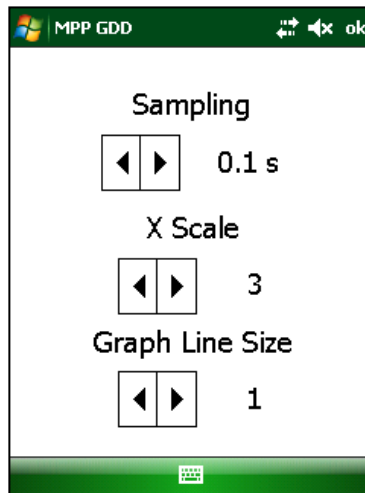 MPP GDD ok
Sampling
0.1 s
X Scale
3
Graph Line Size
1